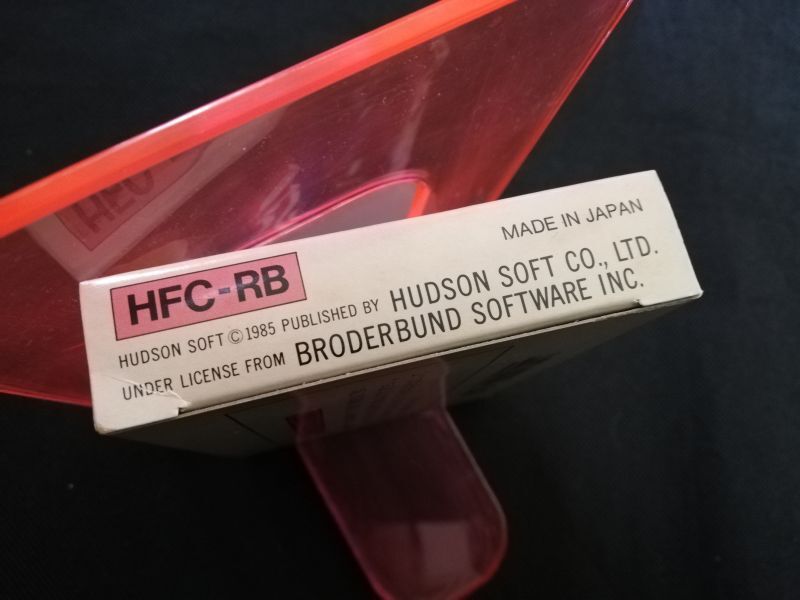 MADE IN JAPAN
HFC-RB
HUDSON SOFT © 1985 PUBLISHED BY HUDSON SOFT CO., LTD.
UNDER LICENSE FROM BRODERBUND SOFTWARE INC.